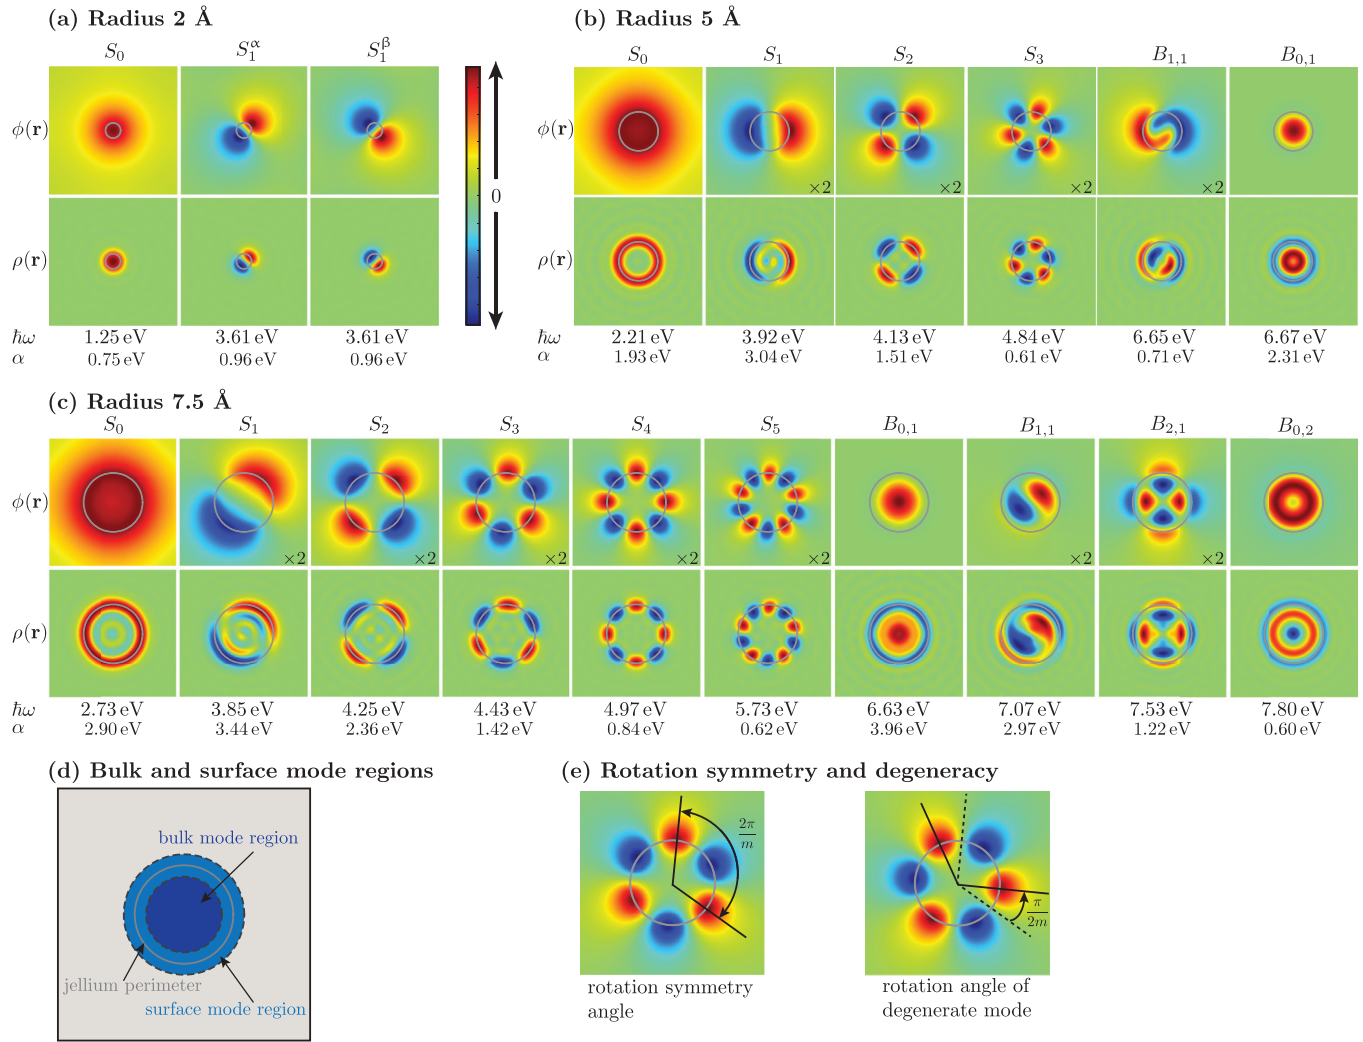 (a) Radius 2 Å
S₀ S₁^α S₁^β
ϕ(r)
0
ρ(r)
ħω 1.25 eV 3.61 eV 3.61 eV
α 0.75 eV 0.96 eV 0.96 eV
(b) Radius 5 Å
S₀ S₁ S₂ S₃ B₁,₁ B₀,₁
ϕ(r)
×2 ×2 ×2 ×2
ρ(r)
ħω 2.21 eV 3.92 eV 4.13 eV 4.84 eV 6.65 eV 6.67 eV
α 1.93 eV 3.04 eV 1.51 eV 0.61 eV 0.71 eV 2.31 eV
(c) Radius 7.5 Å
S₀ S₁ S₂ S₃ S₄ S₅ B₀,₁ B₁,₁ B₂,₁ B₀,₂
ϕ(r)
×2 ×2 ×2 ×2 ×2 ×2 ×2
ρ(r)
ħω 2.73 eV 3.85 eV 4.25 eV 4.43 eV 4.97 eV 5.73 eV 6.63 eV 7.07 eV 7.53 eV 7.80 eV
α 2.90 eV 3.44 eV 2.36 eV 1.42 eV 0.84 eV 0.62 eV 3.96 eV 2.97 eV 1.22 eV 0.60 eV
(d) Bulk and surface mode regions
bulk mode region
jellium perimeter
surface mode region
(e) Rotation symmetry and degeneracy
2π/m
rotation symmetry
angle
π/2m
rotation angle of
degenerate mode